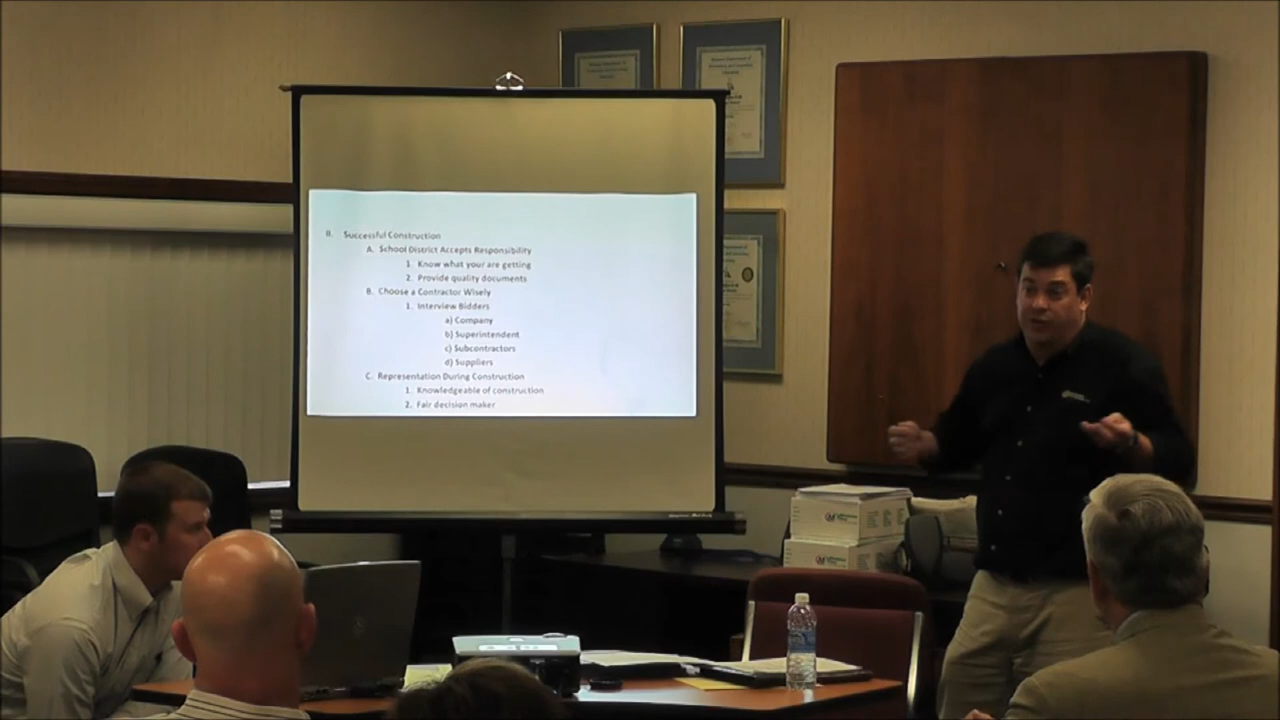 II. Successful Construction
A. School District Accepts Responsibility
1. Know what your are getting
2. Provide quality documents
B. Choose a Contractor Wisely
1. Interview Bidders
a) Company
b) Superintendent
c) Subcontractors
d) Suppliers
C. Representation During Construction
1. Knowledgeable of construction
2. Fair decision maker